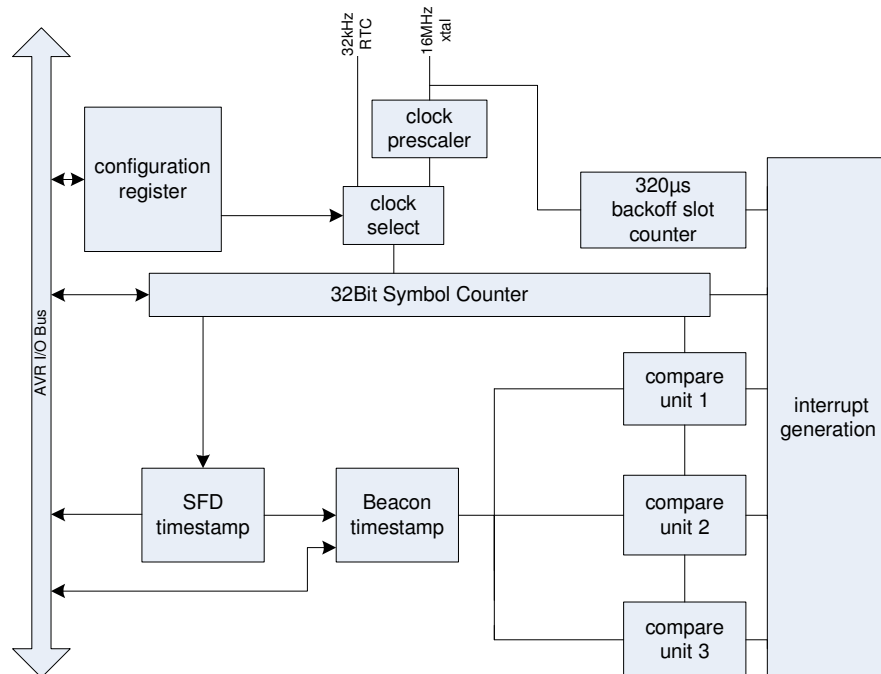 32kHz
RTC
16MHz
xtal
clock
prescaler
configuration
register
320µs
backoff slot
counter
clock
select
32Bit Symbol Counter
AVR I/O Bus
compare
unit 1
interrupt
generation
SFD
timestamp
Beacon
timestamp
compare
unit 2
compare
unit 3